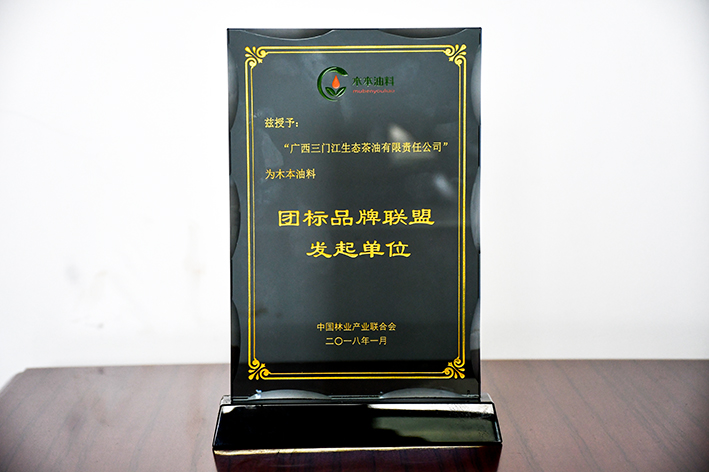 木本油料
兹授予：
“广西三门江生态茶油有限责任公司”
为木本油料
团标品牌联盟
发起单位
中国林业产业联合会
二〇一八年一月